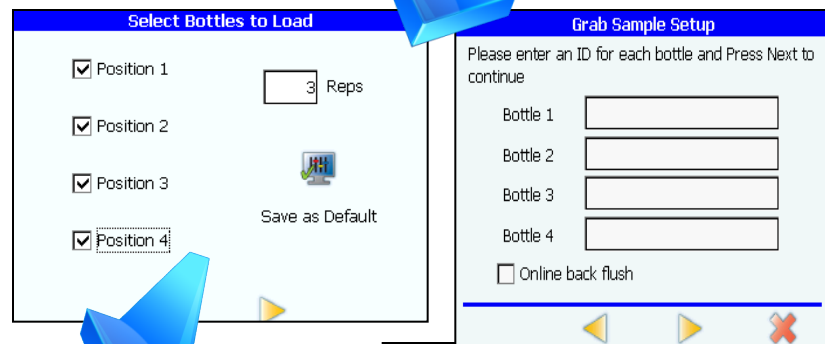 Select Bottles to Load
Position 1
3 Reps
Position 2
Position 3
Save as Default
Position 4
Grab Sample Setup
Please enter an ID for each bottle and Press Next to
continue
Bottle 1
Bottle 2
Bottle 3
Bottle 4
Online back flush